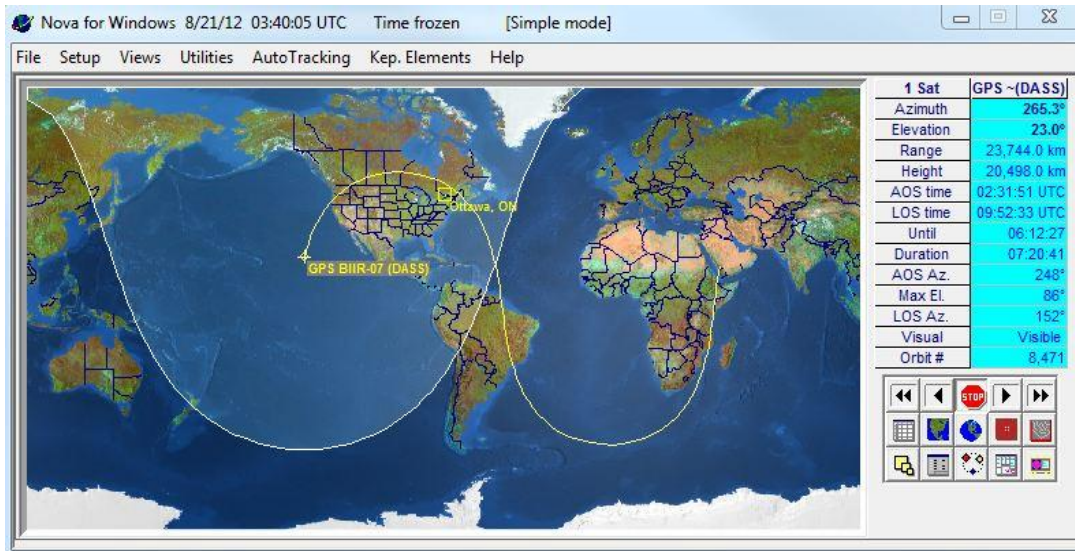 Nova for Windows 8/21/12 03:40:05 UTC Time frozen [Simple mode]
File Setup Views Utilities AutoTracking Kep. Elements Help
1 Sat GPS ~(DASS)
Azimuth 265.3°
Elevation 23.0°
Range 23,744.0 km
Height 20,498.0 km
AOS time 02:31:51 UTC
LOS time 09:52:33 UTC
Until 06:12:27
Duration 07:20:41
AOS Az. 248°
Max El. 86°
LOS Az. 152°
Visual Visible
Orbit # 8,471
Ottawa, ON
GPS BIIR-07 (DASS)
STOP